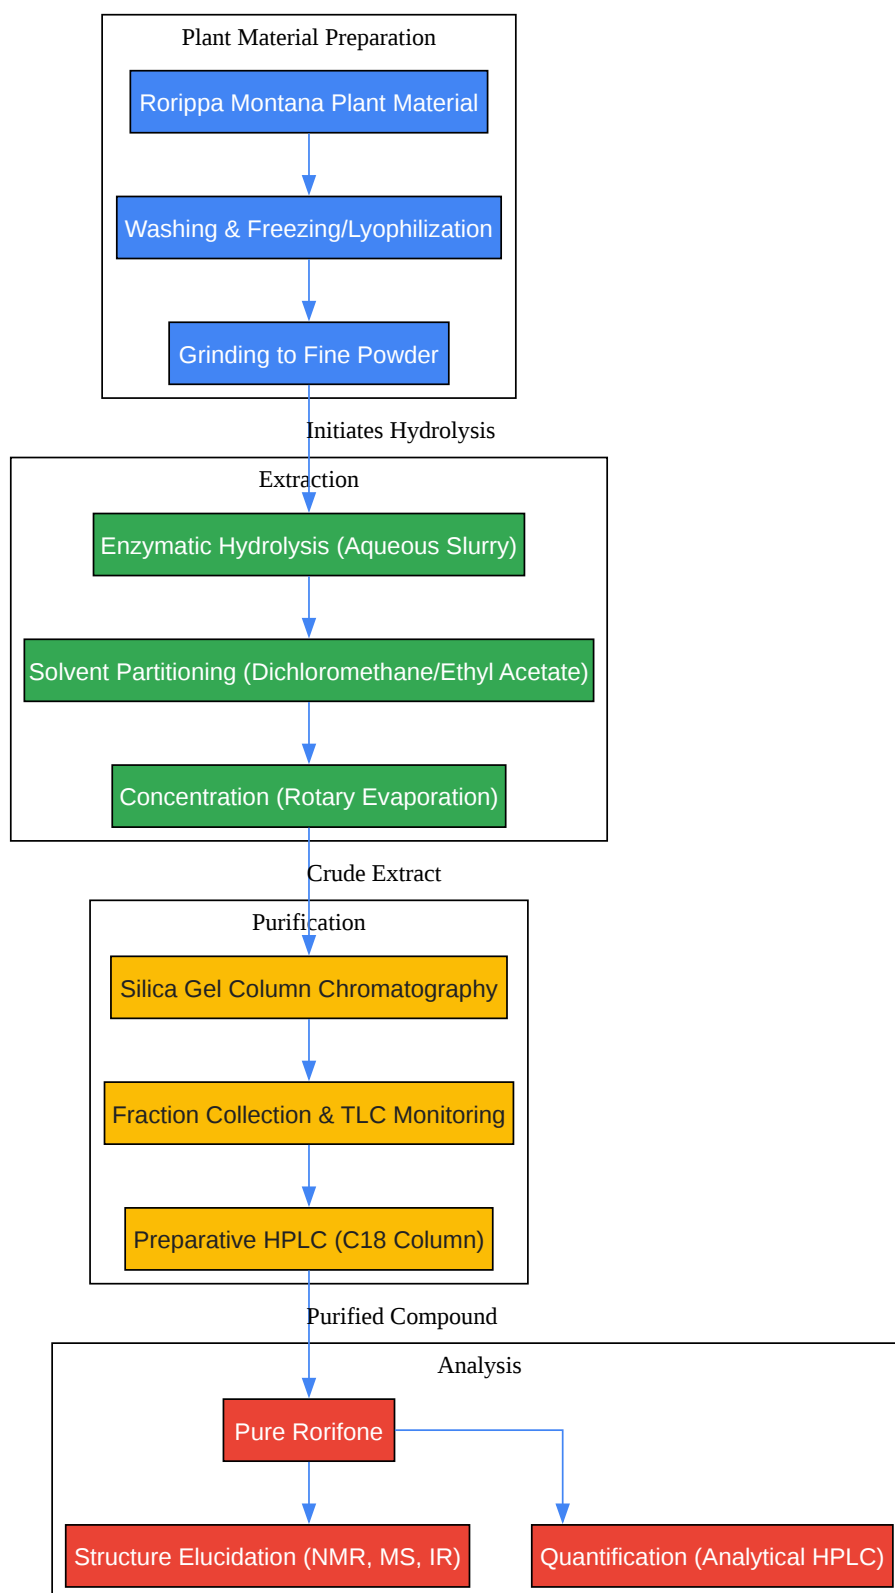 Plant Material Preparation
Rorippa Montana Plant Material
Washing & Freezing/Lyophilization
Grinding to Fine Powder
Initiates Hydrolysis
Extraction
Enzymatic Hydrolysis (Aqueous Slurry)
Solvent Partitioning (Dichloromethane/Ethyl Acetate)
Concentration (Rotary Evaporation)
Crude Extract
Purification
Silica Gel Column Chromatography
Fraction Collection & TLC Monitoring
Preparative HPLC (C18 Column)
Purified Compound
Analysis
Pure Rorifone
Structure Elucidation (NMR, MS, IR)
Quantification (Analytical HPLC)